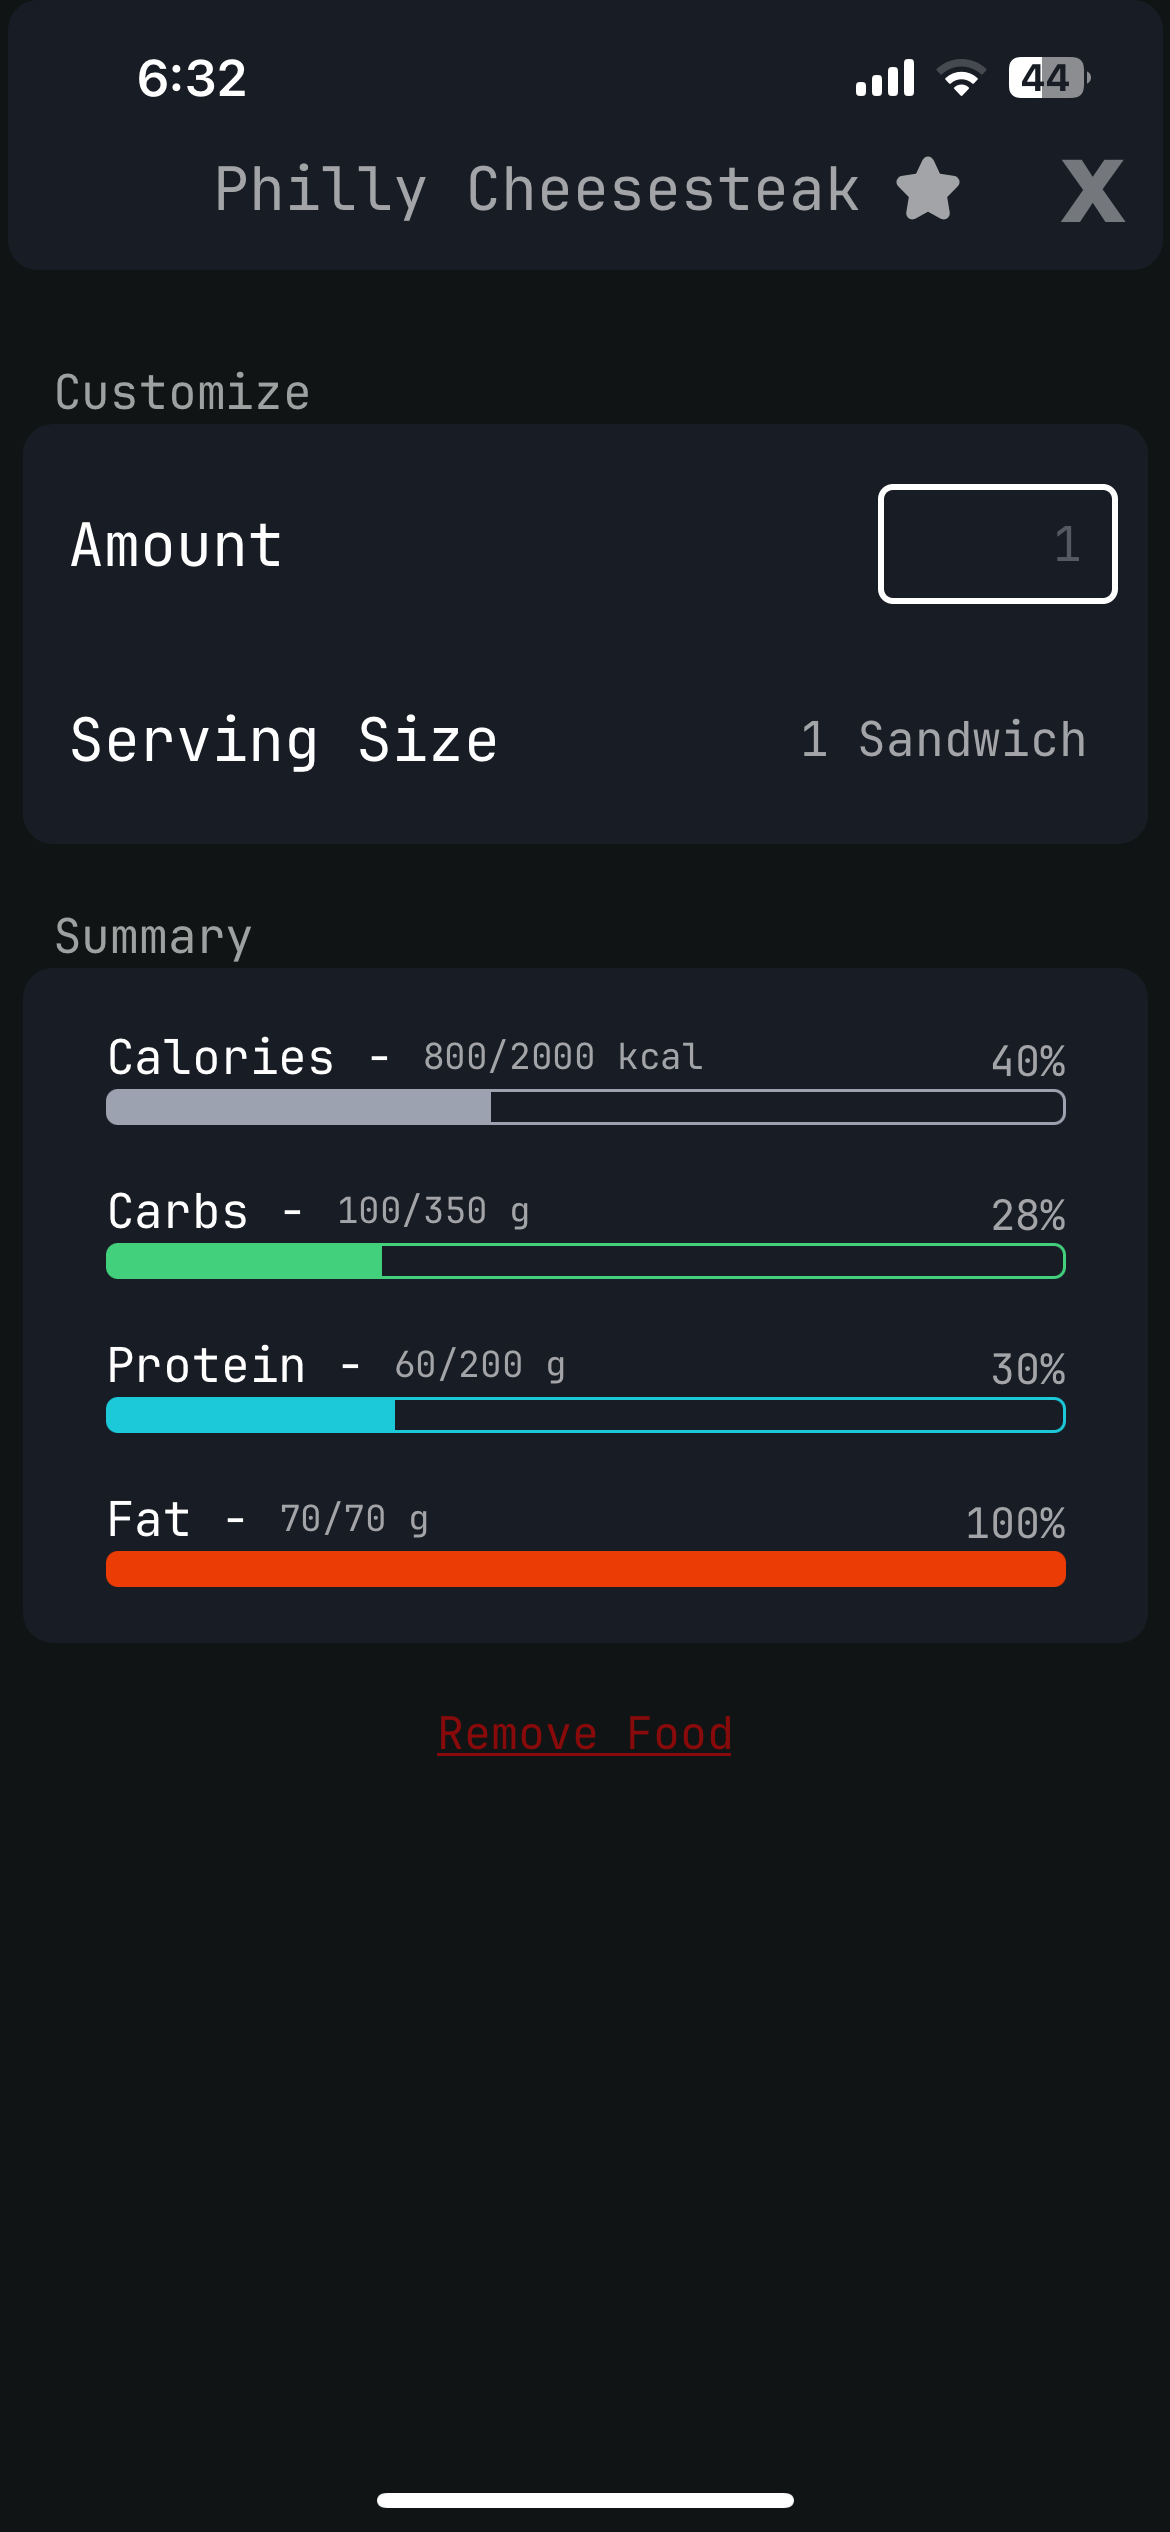 6:32 44
Philly Cheesesteak X
Customize
Amount 1
Serving Size 1 Sandwich
Summary
Calories - 800/2000 kcal 40%
Carbs - 100/350 g 28%
Protein - 60/200 g 30%
Fat - 70/70 g 100%
Remove Food